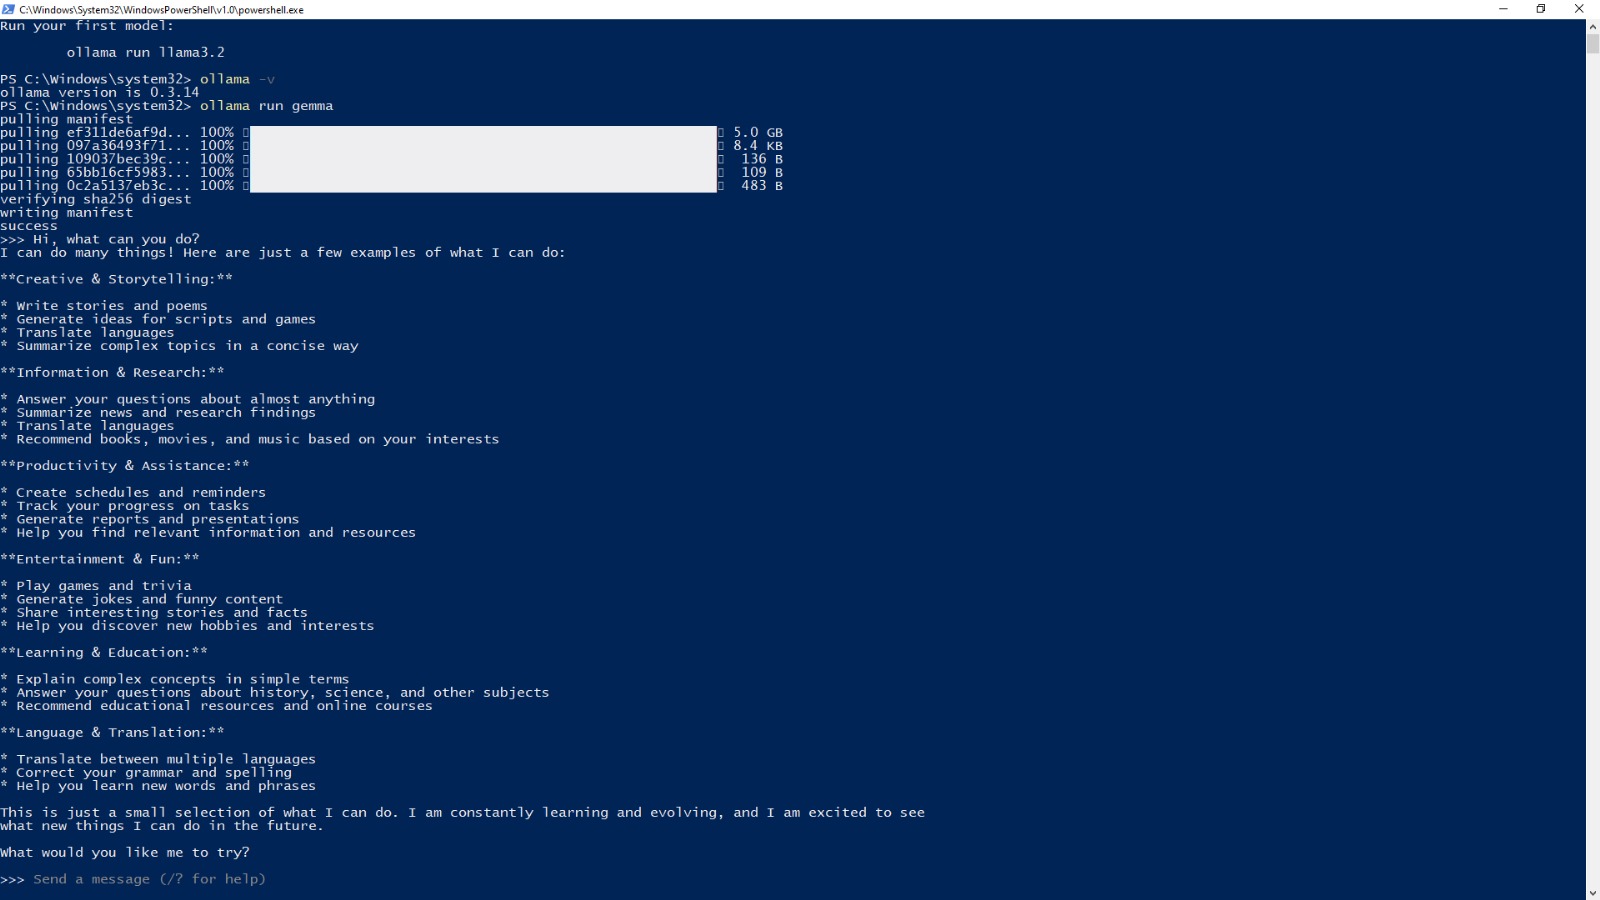 C:\Windows\System32\WindowsPowerShell\v1.0\powershell.exe
Run your first model:
ollama run llama3.2
PS C:\Windows\system32> ollama -v
ollama version is 0.3.14
PS C:\Windows\system32> ollama run gemma
pulling manifest
pulling ef311de6af9d... 100% 5.0 GB
pulling 097a36493f71... 100% 8.4 KB
pulling 109037bec39c... 100% 136 B
pulling 65bb16cf5983... 100% 109 B
pulling 0c2a5137eb3c... 100% 483 B
verifying sha256 digest
writing manifest
success
>>> Hi, what can you do?
I can do many things! Here are just a few examples of what I can do:
**Creative & Storytelling:**
* Write stories and poems
* Generate ideas for scripts and games
* Translate languages
* Summarize complex topics in a concise way
**Information & Research:**
* Answer your questions about almost anything
* Summarize news and research findings
* Translate languages
* Recommend books, movies, and music based on your interests
**Productivity & Assistance:**
* Create schedules and reminders
* Track your progress on tasks
* Generate reports and presentations
* Help you find relevant information and resources
**Entertainment & Fun:**
* Play games and trivia
* Generate jokes and funny content
* Share interesting stories and facts
* Help you discover new hobbies and interests
**Learning & Education:**
* Explain complex concepts in simple terms
* Answer your questions about history, science, and other subjects
* Recommend educational resources and online courses
**Language & Translation:**
* Translate between multiple languages
* Correct your grammar and spelling
* Help you learn new words and phrases
This is just a small selection of what I can do. I am constantly learning and evolving, and I am excited to see
what new things I can do in the future.
What would you like me to try?
>>> Send a message (/? for help)